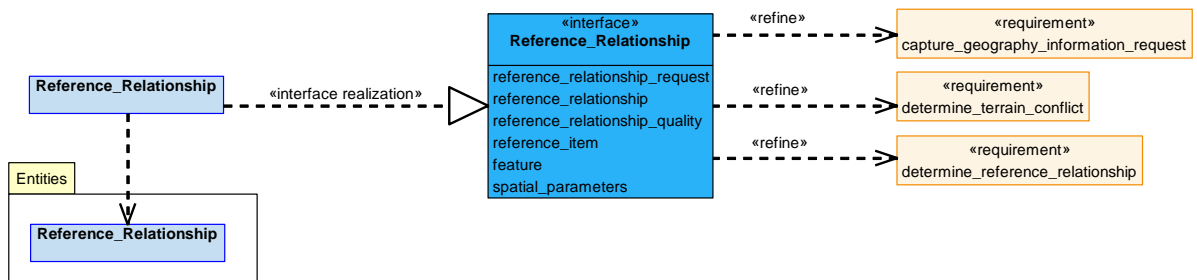 «interface»
Reference_Relationship
reference_relationship_request
reference_relationship
reference_relationship_quality
reference_item
feature
spatial_parameters
«refine»
«requirement»
capture_geography_information_request
«refine»
«requirement»
determine_terrain_conflict
«refine»
«requirement»
determine_reference_relationship
Reference_Relationship
«interface realization»
Entities
Reference_Relationship